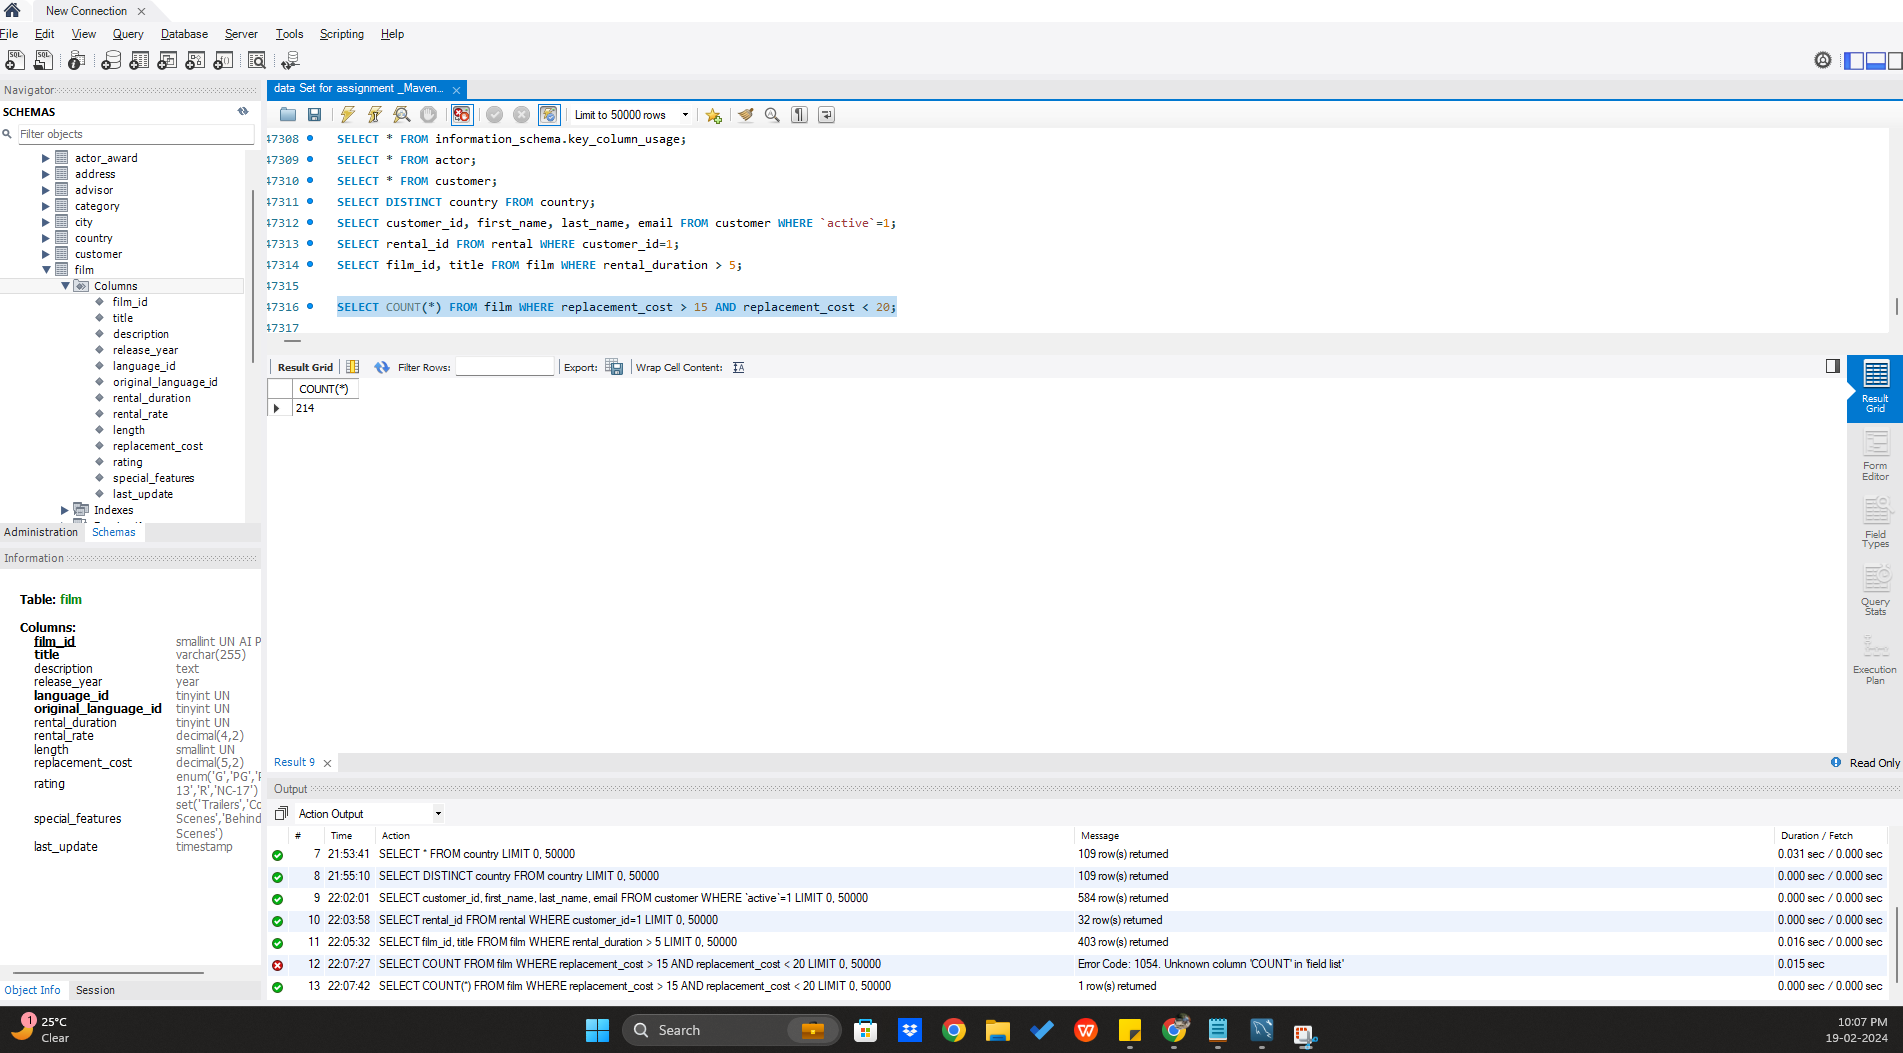 New Connection
File Edit View Query Database Server Tools Scripting Help
Navigator
SCHEMAS
Filter objects
actor_award
address
advisor
category
city
country
customer
film
Columns
film_id
title
description
release_year
language_id
original_language_id
rental_duration
rental_rate
length
replacement_cost
rating
special_features
last_update
Indexes
Administration Schemas
Information
Table: film
Columns:
film_id smallint UN AI P
title varchar(255)
description text
release_year year
language_id tinyint UN
original_language_id tinyint UN
rental_duration tinyint UN
rental_rate decimal(4,2)
length smallint UN
replacement_cost decimal(5,2)
rating enum('G','PG','P
13','R','NC-17')
special_features set('Trailers','Co
Scenes','Behind
Scenes')
last_update timestamp
Object Info Session
data Set for assignment _Maven...
Limit to 50000 rows
47308 SELECT * FROM information_schema.key_column_usage;
47309 SELECT * FROM actor;
47310 SELECT * FROM customer;
47311 SELECT DISTINCT country FROM country;
47312 SELECT customer_id, first_name, last_name, email FROM customer WHERE `active`=1;
47313 SELECT rental_id FROM rental WHERE customer_id=1;
47314 SELECT film_id, title FROM film WHERE rental_duration > 5;
47315
47316 SELECT COUNT(*) FROM film WHERE replacement_cost > 15 AND replacement_cost < 20;
47317
Result Grid Filter Rows: Export: Wrap Cell Content:
COUNT(*)
214
Result Grid
Form Editor
Field Types
Query Stats
Execution Plan
Result 9
Read Only
Output
Action Output
# Time Action Message Duration / Fetch
7 21:53:41 SELECT * FROM country LIMIT 0, 50000 109 row(s) returned 0.031 sec / 0.000 sec
8 21:55:10 SELECT DISTINCT country FROM country LIMIT 0, 50000 109 row(s) returned 0.000 sec / 0.000 sec
9 22:02:01 SELECT customer_id, first_name, last_name, email FROM customer WHERE `active`=1 LIMIT 0, 50000 584 row(s) returned 0.000 sec / 0.000 sec
10 22:03:58 SELECT rental_id FROM rental WHERE customer_id=1 LIMIT 0, 50000 32 row(s) returned 0.000 sec / 0.000 sec
11 22:05:32 SELECT film_id, title FROM film WHERE rental_duration > 5 LIMIT 0, 50000 403 row(s) returned 0.016 sec / 0.000 sec
12 22:07:27 SELECT COUNT FROM film WHERE replacement_cost > 15 AND replacement_cost < 20 LIMIT 0, 50000 Error Code: 1054. Unknown column 'COUNT' in 'field list' 0.015 sec
13 22:07:42 SELECT COUNT(*) FROM film WHERE replacement_cost > 15 AND replacement_cost < 20 LIMIT 0, 50000 1 row(s) returned 0.000 sec / 0.000 sec
1
25°C
Clear
Search
10:07 PM
19-02-2024